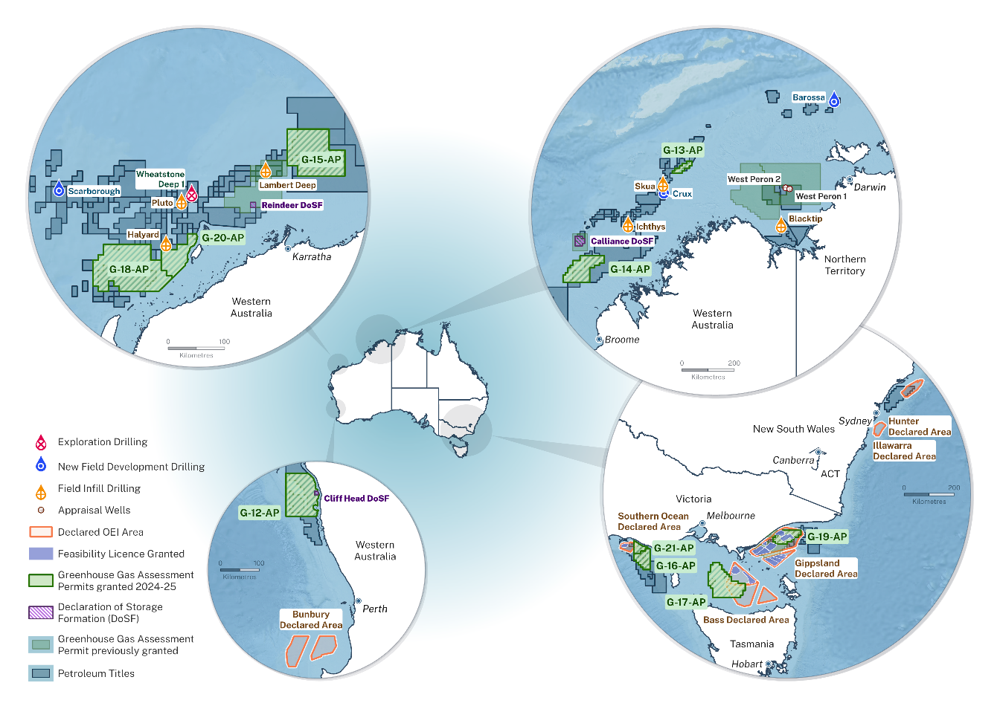 G-15-AP
Wheatstone
Deep 1
Lambert Deep
Scarborough
Pluto
Reindeer DoSF
Halyard
G-20-AP
Karratha
G-18-AP
Western
Australia
0 100
Kilometres
Barossa
G-13-AP
West Peron 2
Darwin
Skua
Crux
West Peron 1
Blacktip
Ichthys
Calliance DoSF
Northern
Territory
G-14-AP
Western
Australia
Broome
0 200
Kilometres
Exploration Drilling
New Field Development Drilling
Field Infill Drilling
Appraisal Wells
Declared OEI Area
Feasibility Licence Granted
Greenhouse Gas Assessment
Permits granted 2024-25
Declaration of Storage
Formation (DoSF)
Greenhouse Gas Assessment
Permit previously granted
Petroleum Titles
Cliff Head DoSF
G-12-AP
Western
Australia
0 100
Kilometres
Perth
Bunbury
Declared Area
Sydney
Hunter
Declared Area
New South Wales
Illawarra
Declared Area
Canberra
ACT
0 200
Kilometres
Victoria
Southern Ocean
Declared Area
Melbourne
G-19-AP
G-21-AP
G-16-AP
Gippsland
Declared Area
G-17-AP
Bass Declared Area
Tasmania
Hobart